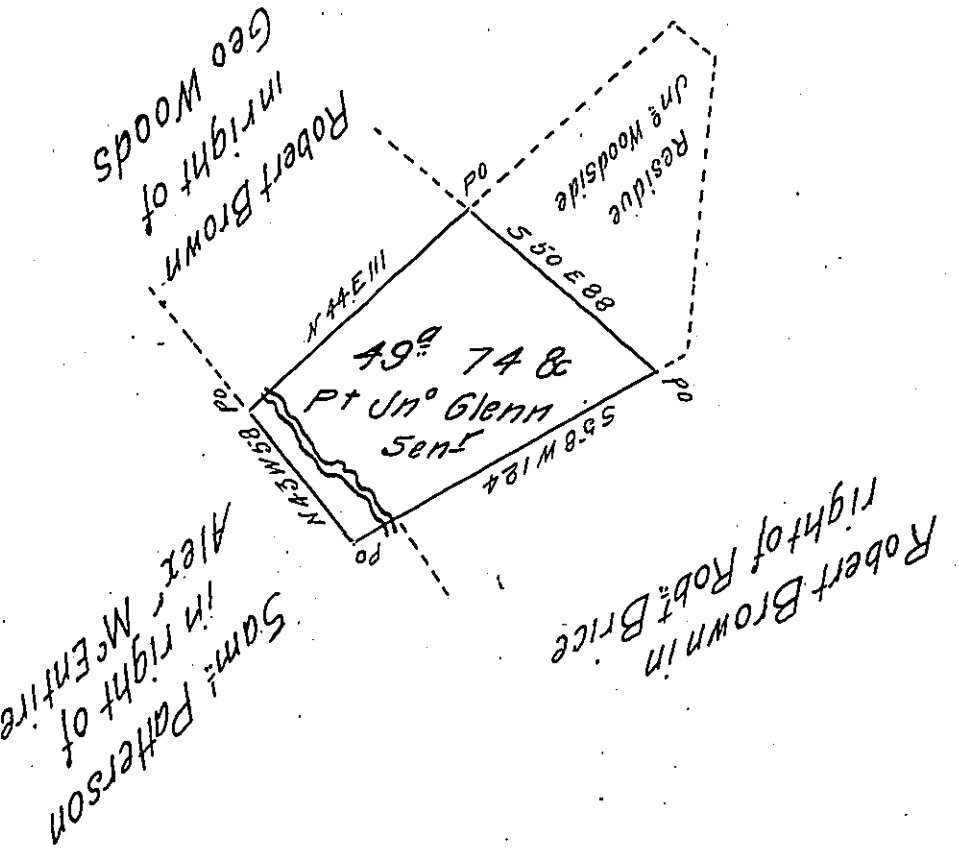 Robert Brown
in right of
Geo Woods
Residue
Jnº Woodside
Po
S 50 E 88
N 44 E 111
49ª 74 &c
Pt Jnº Glenn
Senr
Po
N 43 W 58
Po
S 58 W 124
Po
Robert Brown in
right of Robt Brice
Saml Patterson
in right of
Alexr McEntire